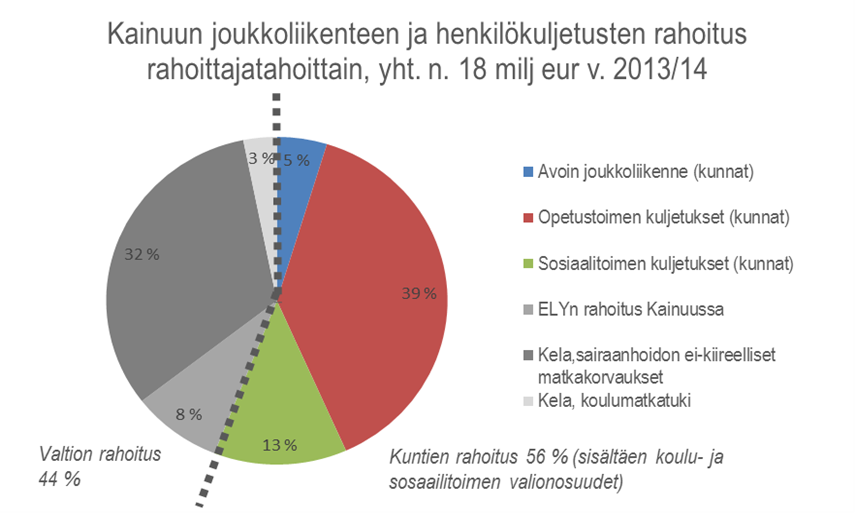 Kainuun joukkoliikenteen ja henkilökuljetusten rahoitus
rahoittajatahoittain, yht. n. 18 milj eur v. 2013/14
3 %
5 %
32 %
39 %
8 %
13 %
Avoin joukkoliikenne (kunnat)
Opetustoimen kuljetukset (kunnat)
Sosiaalitoimen kuljetukset (kunnat)
ELYn rahoitus Kainuussa
Kela,sairaanhoidon ei-kiireelliset
matkakorvaukset
Kela, koulumatkatuki
Valtion rahoitus
44 %
Kuntien rahoitus 56 % (sisältäen koulu- ja
sosaailitoimen valionosuudet)